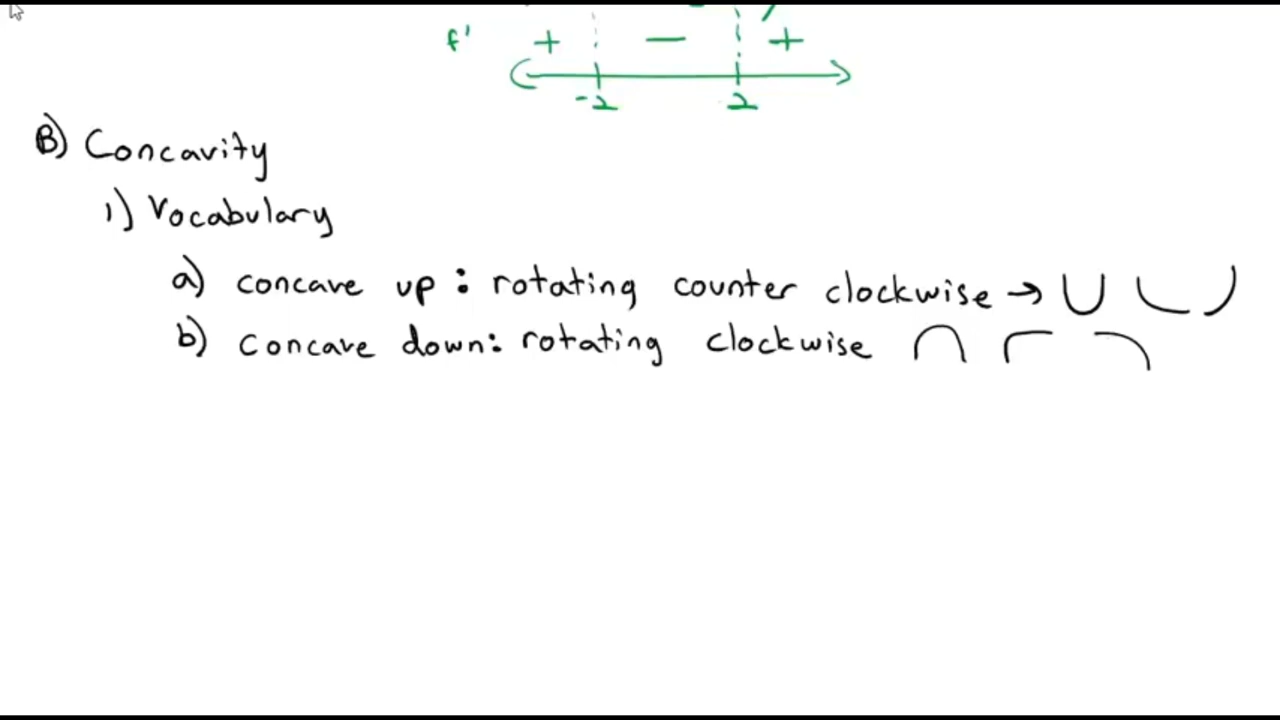 f' + − +
-2 2
B) Concavity
1) Vocabulary
a) concave up: rotating counter clockwise → ∪
b) concave down: rotating clockwise ∩